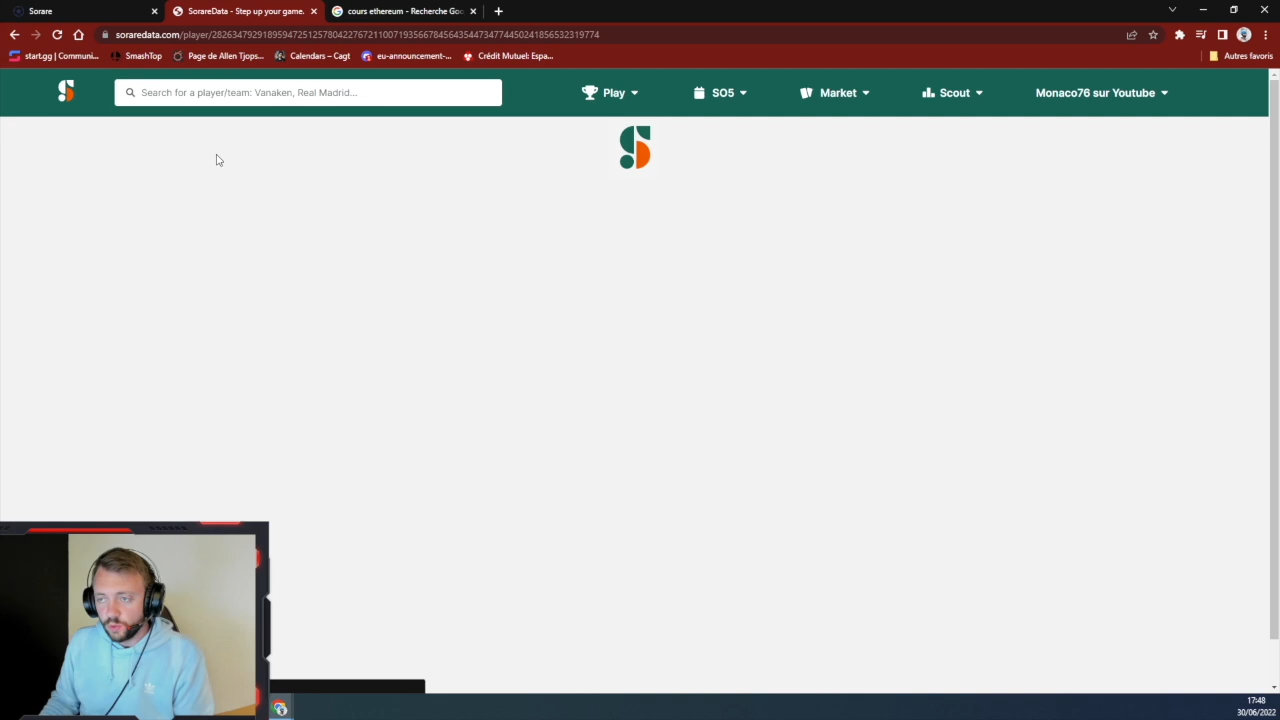 Sorare
SorareData - Step up your game.
cours ethereum - Recherche Goo
soraredata.com/player/28263479291895947251257804227672110071935667845643544734774450241856532319774
start.gg | Communi...
SmashTop
Page de Allen Tjops...
Calendars – Cagt
eu-announcement-...
Crédit Mutuel: Espa...
Autres favoris
Search for a player/team: Vanaken, Real Madrid...
Play
SO5
Market
Scout
Monaco76 sur Youtube
17:48
30/06/2022